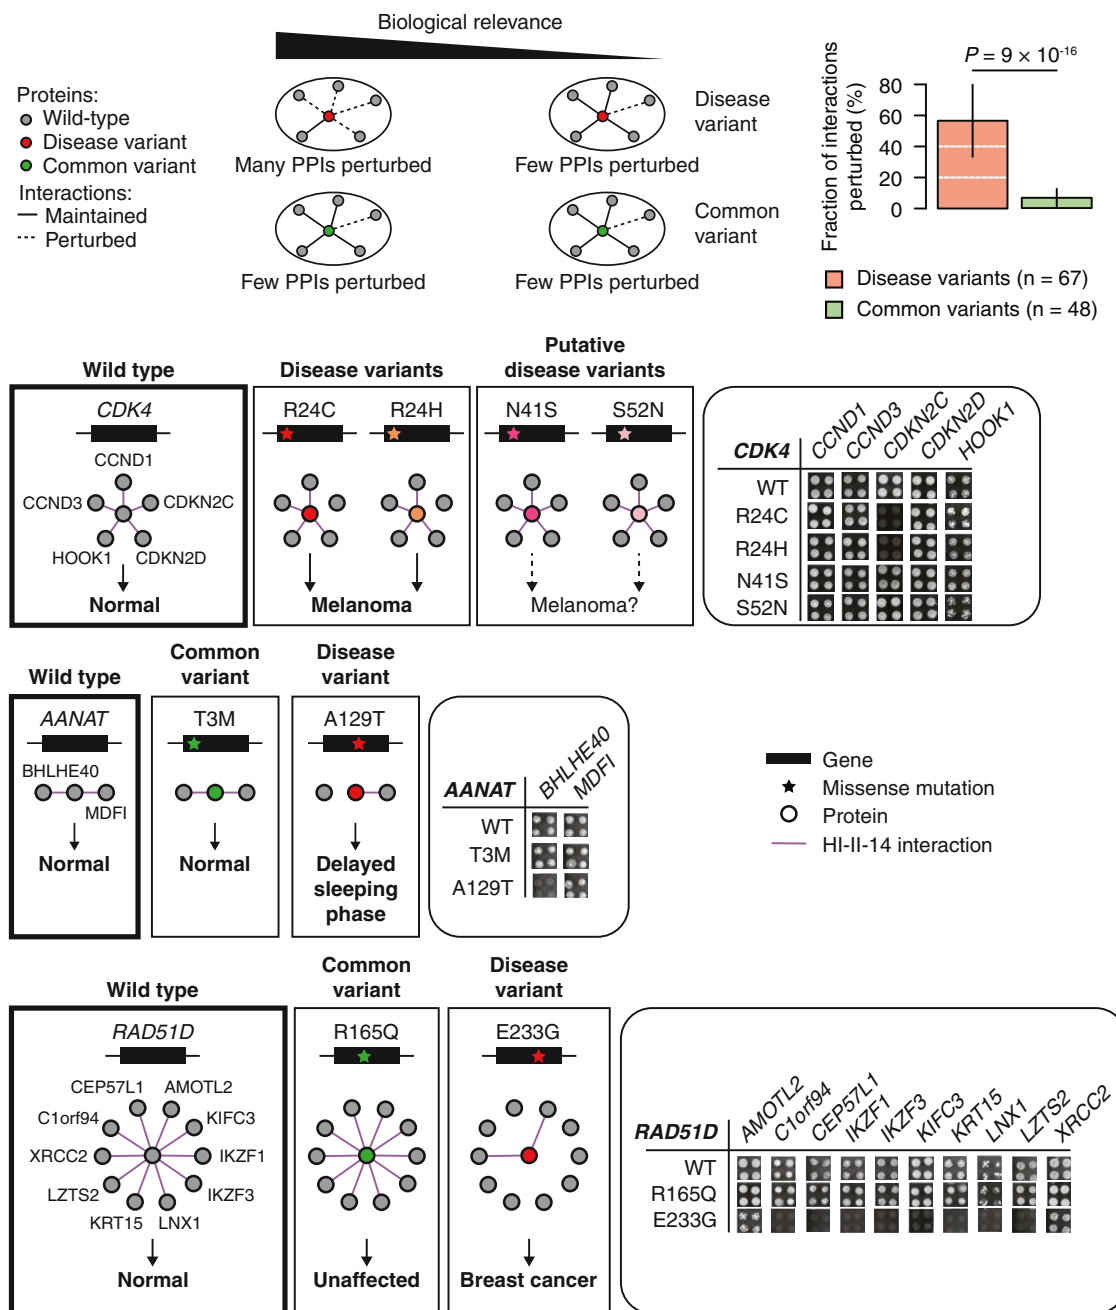 Biological relevance
Proteins:
Wild-type
Disease variant
Common variant
Interactions:
Maintained
Perturbed
Many PPIs perturbed
Few PPIs perturbed
Disease
variant
Few PPIs perturbed
Few PPIs perturbed
Common
variant
P = 9 × 10⁻¹⁶
Fraction of interactions
perturbed (%)
80
60
40
20
0
Disease variants (n = 67)
Common variants (n = 48)
Wild type
CDK4
CCND1
CCND3
CDKN2C
HOOK1
CDKN2D
Normal
Disease variants
R24C
R24H
Melanoma
Putative
disease variants
N41S
S52N
Melanoma?
CDK4
CCND1
CCND3
CDKN2C
CDKN2D
HOOK1
WT
R24C
R24H
N41S
S52N
Wild type
AANAT
BHLHE40
MDFI
Normal
Common
variant
T3M
Normal
Disease
variant
A129T
Delayed
sleeping
phase
AANAT
BHLHE40
MDFI
WT
T3M
A129T
Gene
Missense mutation
Protein
HI-II-14 interaction
Wild type
RAD51D
CEP57L1
AMOTL2
C1orf94
KIFC3
XRCC2
IKZF1
LZTS2
IKZF3
KRT15
LNX1
Normal
Common
variant
R165Q
Unaffected
Disease
variant
E233G
Breast cancer
RAD51D
AMOTL2
C1orf94
CEP57L1
IKZF1
IKZF3
KIFC3
KRT15
LNX1
LZTS2
XRCC2
WT
R165Q
E233G